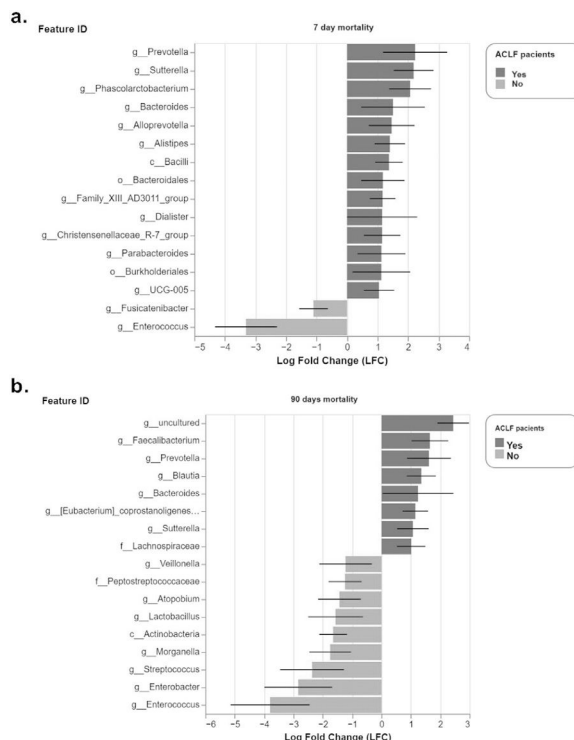 a.
Feature ID
7 day mortality
g__Prevotella
g__Sutterella
g__Phascolarctobacterium
g__Bacteroides
g__Alloprevotella
g__Alistipes
c__Bacilli
o__Bacteroidales
g__Family_XIII_AD3011_group
g__Dialister
g__Christensenellaceae_R-7_group
g__Parabacteroides
o__Burkholderiales
g__UCG-005
g__Fusicatenibacter
g__Enterococcus
−5 −4 −3 −2 −1 0 1 2 3 4
Log Fold Change (LFC)
ACLF pacients
Yes
No
b.
Feature ID
90 days mortality
g__uncultured
g__Faecalibacterium
g__Prevotella
g__Blautia
g__Bacteroides
g__[Eubacterium]_coprostanoligenes…
g__Sutterella
f__Lachnospiraceae
g__Veillonella
f__Peptostreptococcaceae
g__Atopobium
g__Lactobacillus
c__Actinobacteria
g__Morganella
g__Streptococcus
g__Enterobacter
g__Enterococcus
−6 −5 −4 −3 −2 −1 0 1 2 3
Log Fold Change (LFC)
ACLF pacients
Yes
No